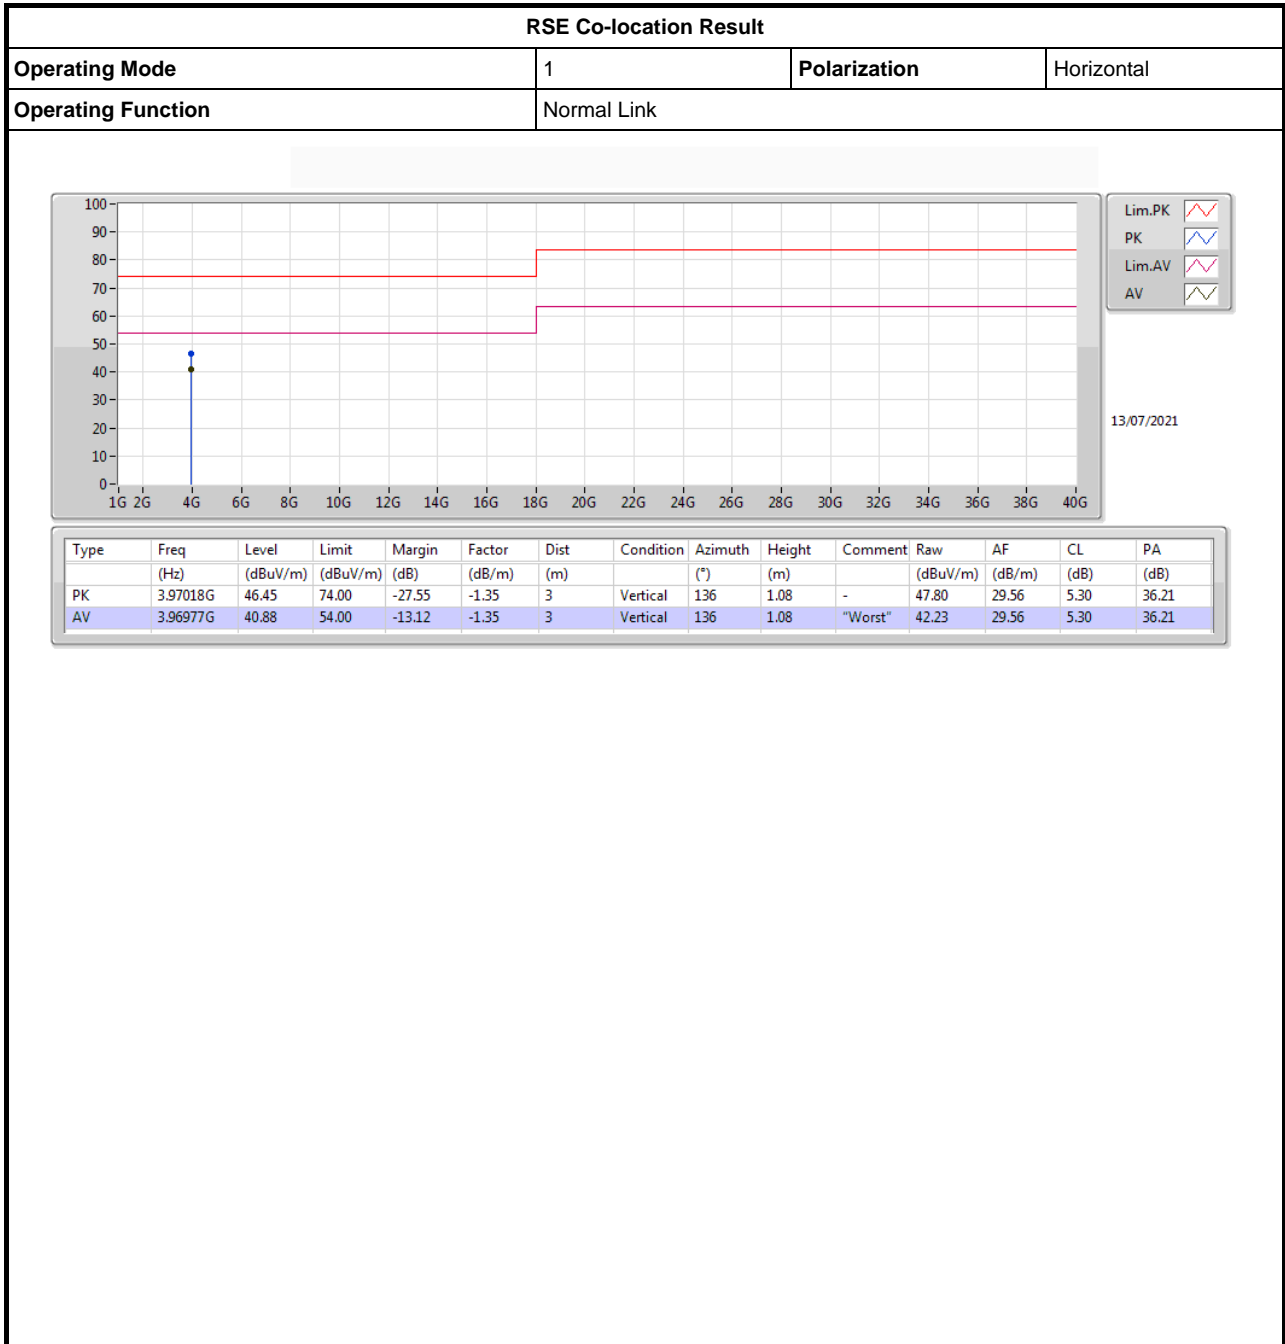 RSE Co-location Result
Operating Mode 1 Polarization Horizontal
Operating Function Normal Link
100
90
80
70
60
50
40
30
20
10
0
1G 2G 4G 6G 8G 10G 12G 14G 16G 18G 20G 22G 24G 26G 28G 30G 32G 34G 36G 38G 40G
Lim.PK
PK
Lim.AV
AV
13/07/2021
Type Freq Level Limit Margin Factor Dist Condition Azimuth Height Comment Raw AF CL PA
(Hz) (dBuV/m) (dBuV/m) (dB) (dB/m) (m) (°) (m) (dBuV/m) (dB/m) (dB) (dB)
PK 3.97018G 46.45 74.00 -27.55 -1.35 3 Vertical 136 1.08 - 47.80 29.56 5.30 36.21
AV 3.96977G 40.88 54.00 -13.12 -1.35 3 Vertical 136 1.08 "Worst" 42.23 29.56 5.30 36.21